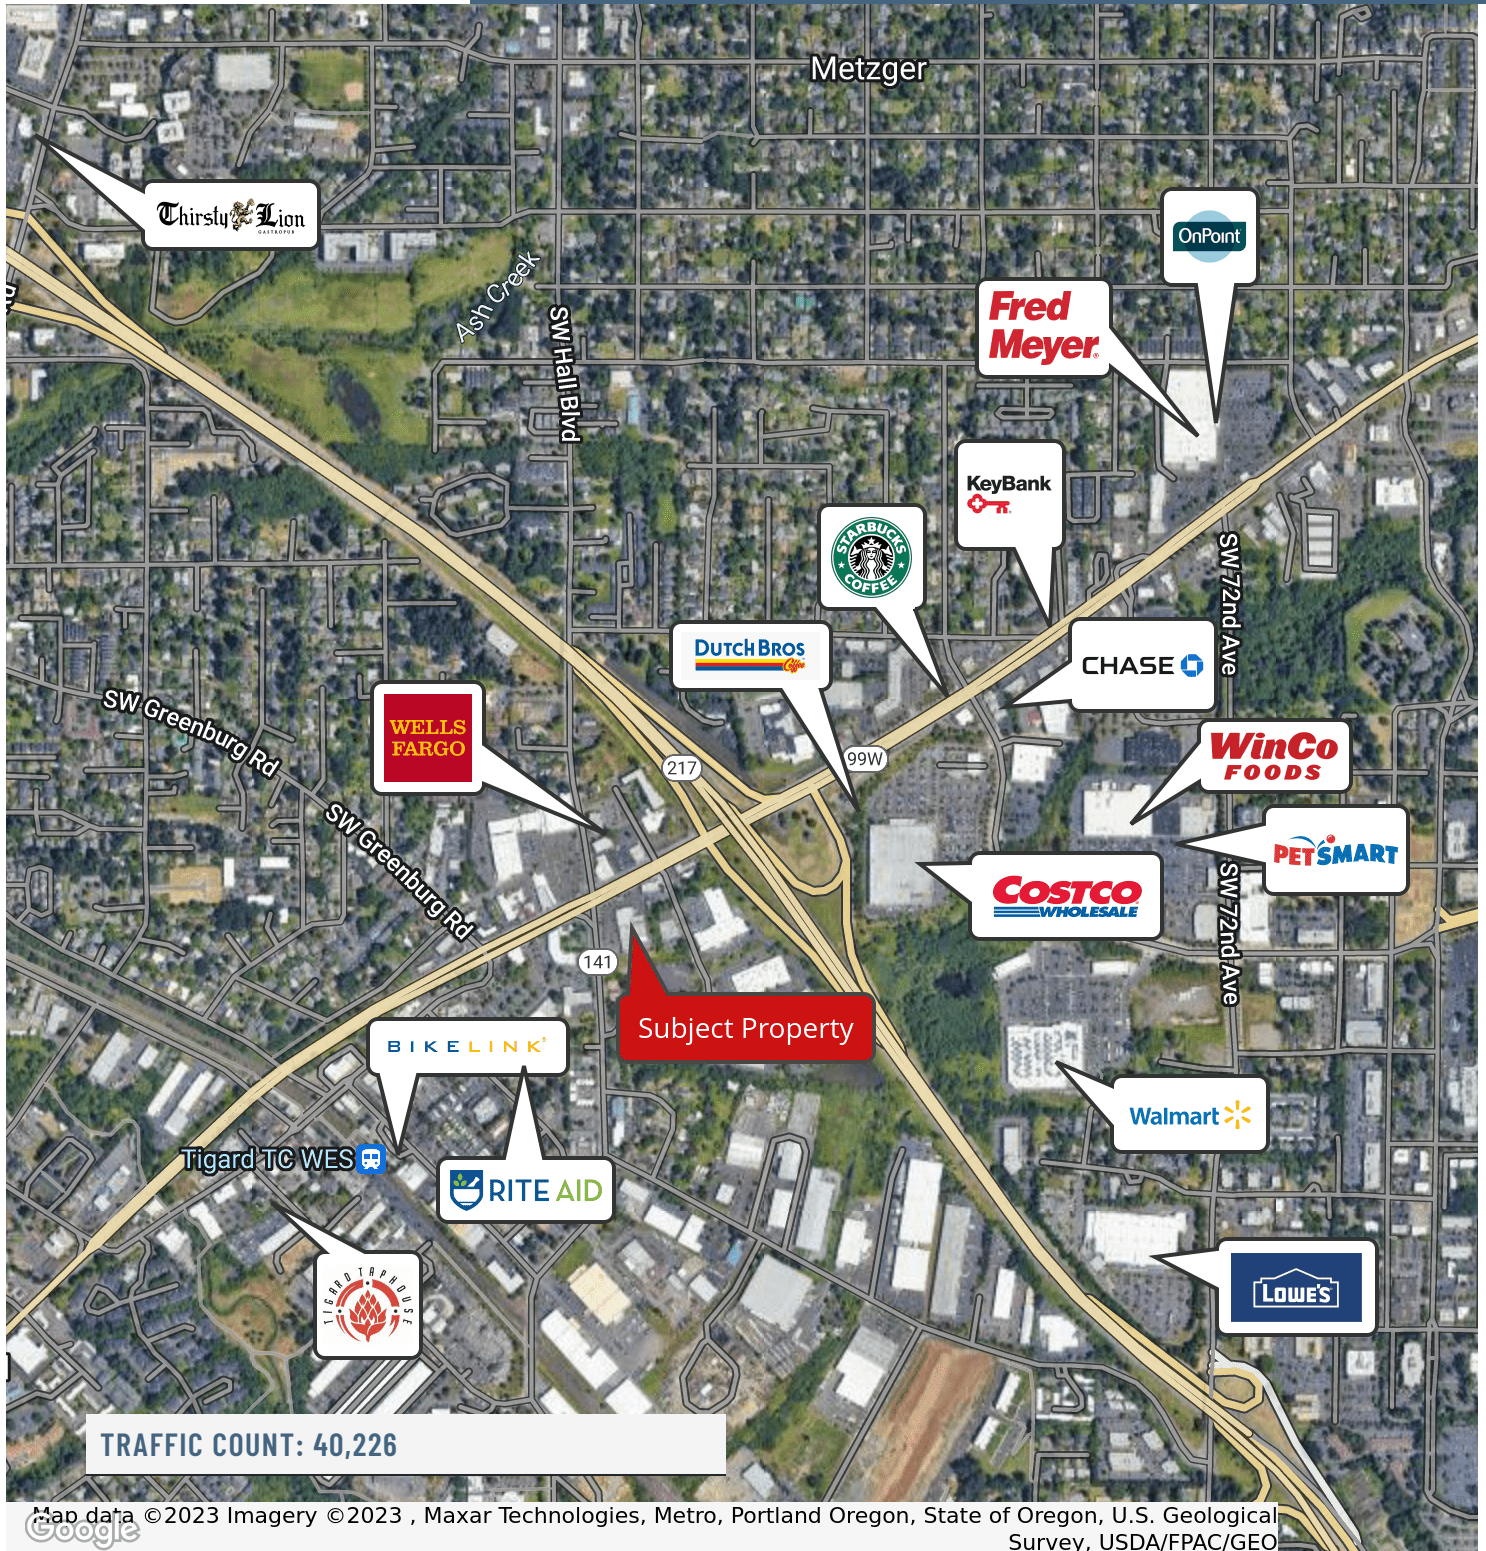 Metzger
Thirsty Lion
GASTROPUB
OnPoint
Ash Creek
Fred
Meyer
SW Hall Blvd
KeyBank
STARBUCKS
COFFEE
SW 72nd Ave
DUTCH BROS
Coffee
CHASE
SW Greenburg Rd
WELLS
FARGO
217
99W
WinCo
FOODS
SW Greenburg Rd
PETSMART
COSTCO
WHOLESALE
SW 72nd Ave
141
Subject Property
BIKELINK
Walmart
Tigard TC WES
RITE AID
TIGARD TAPHOUSE
LOWE'S
TRAFFIC COUNT: 40,226
Map data ©2023 Imagery ©2023 , Maxar Technologies, Metro, Portland Oregon, State of Oregon, U.S. Geological
Google
Survey, USDA/FPAC/GEO